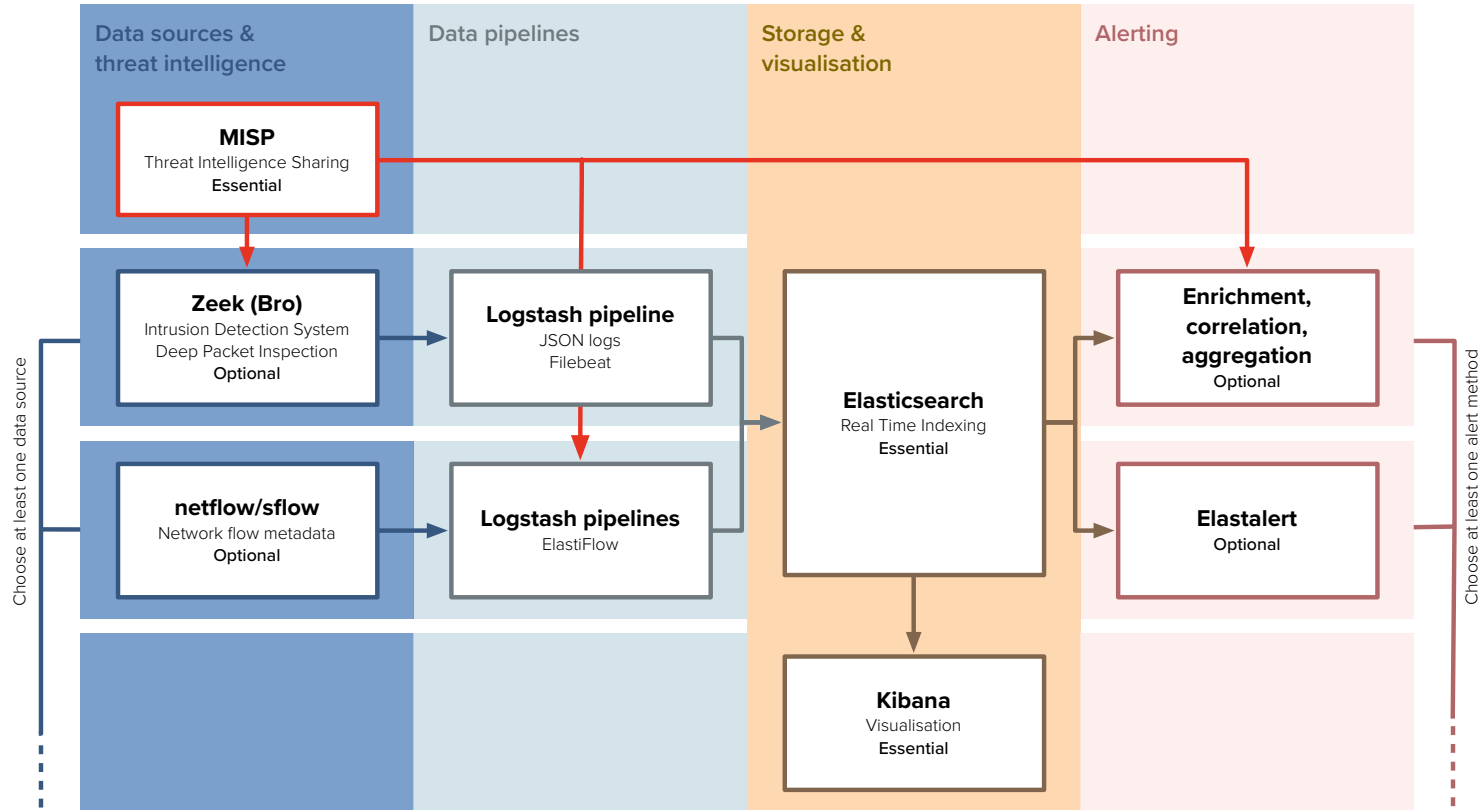 Data sources &
threat intelligence
Data pipelines
Storage &
visualisation
Alerting
MISP
Threat Intelligence Sharing
Essential
Zeek (Bro)
Intrusion Detection System
Deep Packet Inspection
Optional
Logstash pipeline
JSON logs
Filebeat
Enrichment,
correlation,
aggregation
Optional
Elasticsearch
Real Time Indexing
Essential
netflow/sflow
Network flow metadata
Optional
Logstash pipelines
ElastiFlow
Elastalert
Optional
Kibana
Visualisation
Essential
Choose at least one data source
Choose at least one alert method